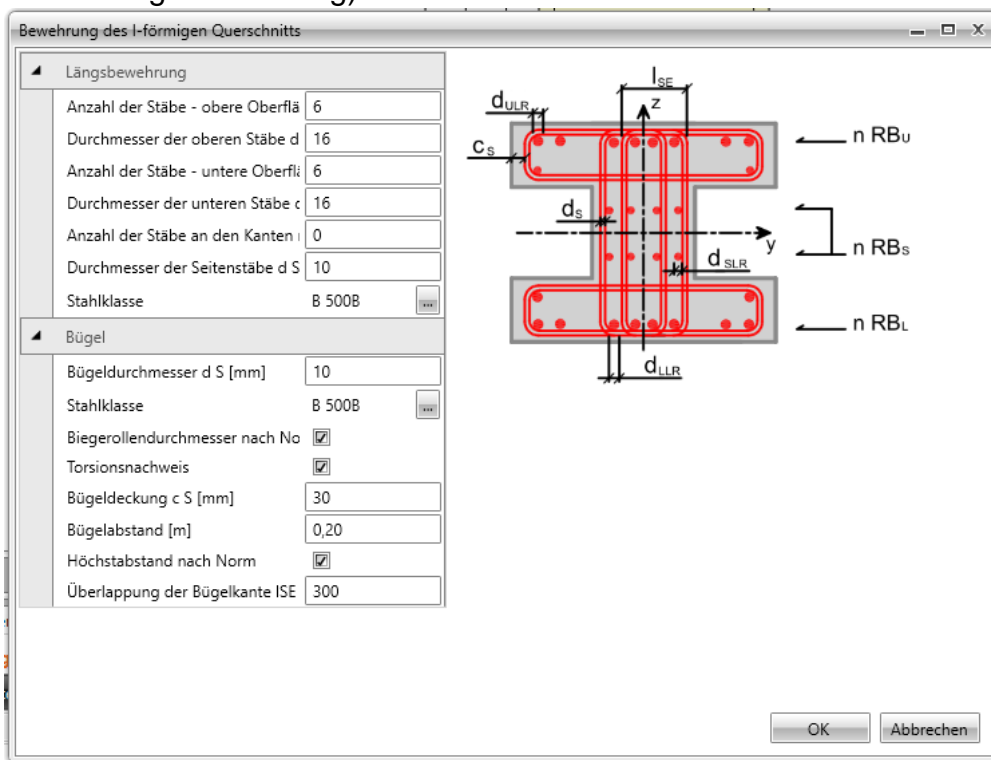 Bewehrung des I-förmigen Querschnitts
Längsbewehrung
Anzahl der Stäbe - obere Oberflä 6
Durchmesser der oberen Stäbe d 16
Anzahl der Stäbe - untere Oberflä 6
Durchmesser der unteren Stäbe d 16
Anzahl der Stäbe an den Kanten 0
Durchmesser der Seitenstäbe d S 10
Stahlklasse B 500B ...
Bügel
Bügeldurchmesser d S [mm] 10
Stahlklasse B 500B ...
Biegerollendurchmesser nach No
Torsionsnachweis
Bügeldeckung c S [mm] 30
Bügelabstand [m] 0,20
Höchstabstand nach Norm
Überlappung der Bügelkante ISE 300
lSE
dULR
z
n RBU
cS
dS
y
n RBS
dSLR
n RBL
dLLR
OK Abbrechen